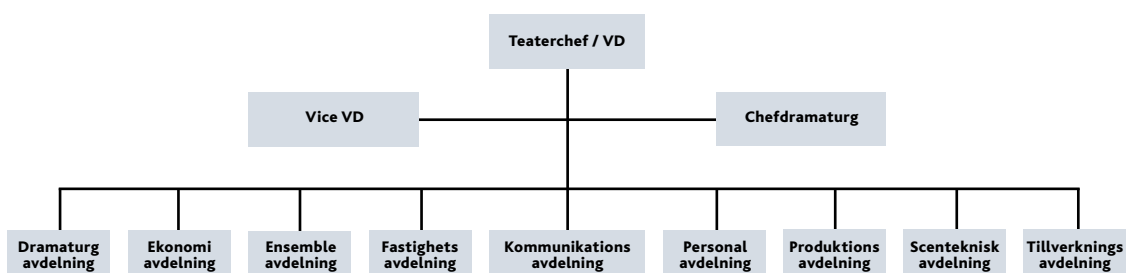 Teaterchef / VD
Vice VD
Chefdramaturg
Dramaturg
avdelning
Ekonomi
avdelning
Ensemble
avdelning
Fastighets
avdelning
Kommunikations
avdelning
Personal
avdelning
Produktions
avdelning
Scenteknisk
avdelning
Tillverknings
avdelning